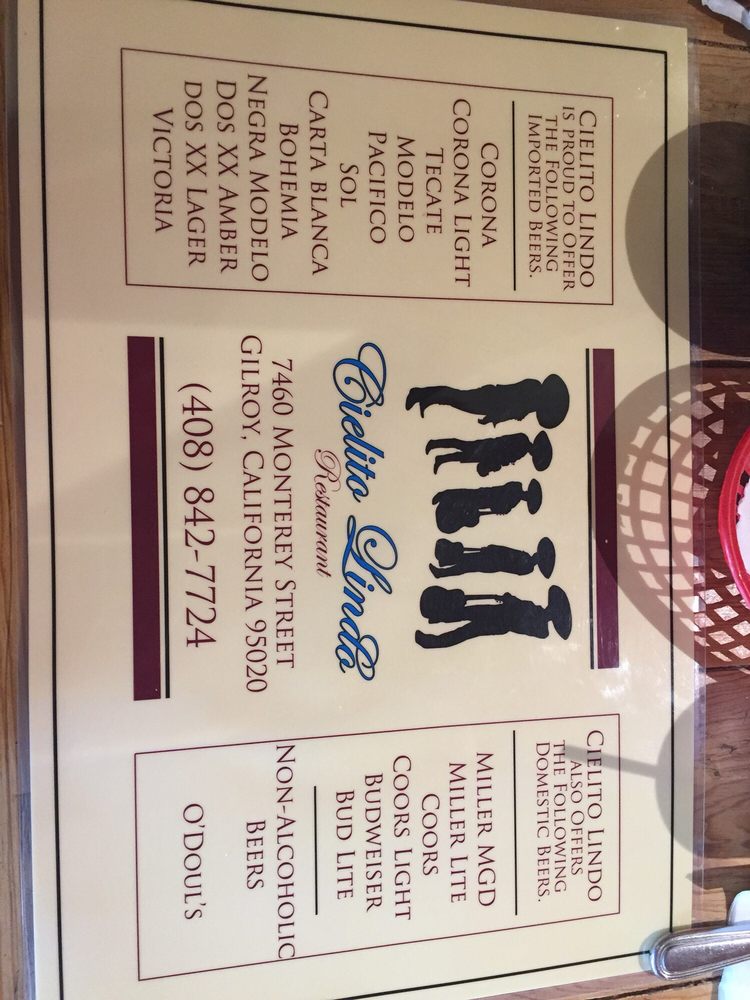 CIELITO LINDO
IS PROUD TO OFFER
THE FOLLOWING
IMPORTED BEERS.
CORONA
CORONA LIGHT
TECATE
MODELO
PACIFICO
SOL
CARTA BLANCA
BOHEMIA
NEGRA MODELO
DOS XX AMBER
DOS XX LAGER
VICTORIA
Cielito Lindo
Restaurant
7460 MONTEREY STREET
GILROY, CALIFORNIA 95020
(408) 842-7724
CIELITO LINDO
ALSO OFFERS
THE FOLLOWING
DOMESTIC BEERS.
MILLER MGD
MILLER LITE
COORS
COORS LIGHT
BUDWEISER
BUD LITE
NON-ALCOHOLIC
BEERS
O'DOUL'S